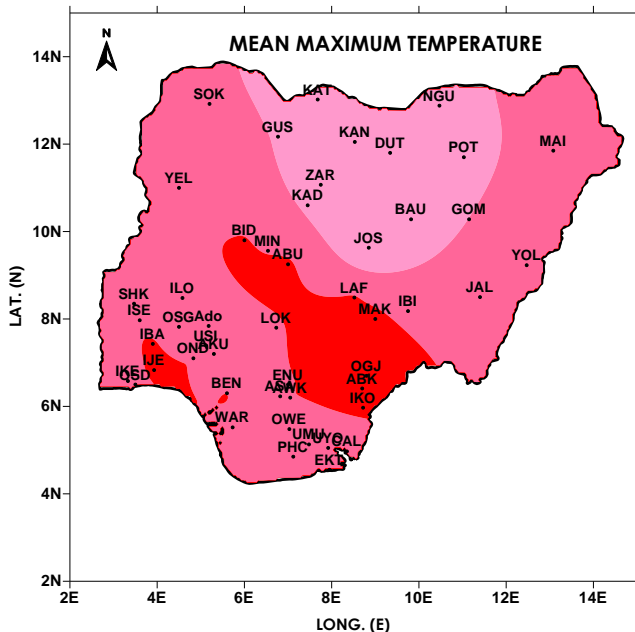 N
MEAN MAXIMUM TEMPERATURE
14N
12N
10N
8N
6N
4N
2N
LAT. (N)
KAT
SOK
NGU
GUS
KAN
DUT
MAI
POT
ZAR
YEL
KAD
BAU
GOM
BID
MIN
JOS
ABU
YOL
SHK
ILO
LAF
IBI
JAL
ISE
OSG
Ado
LOK
MAK
IBA
USI
AKU
OND
IJE
OGJ
IKE
ENU
ABK
BEN
AWK
IKO
WAR
OWE
UMU
UYO
CAL
PHC
EKT
2E 4E 6E 8E 10E 12E 14E
LONG. (E)